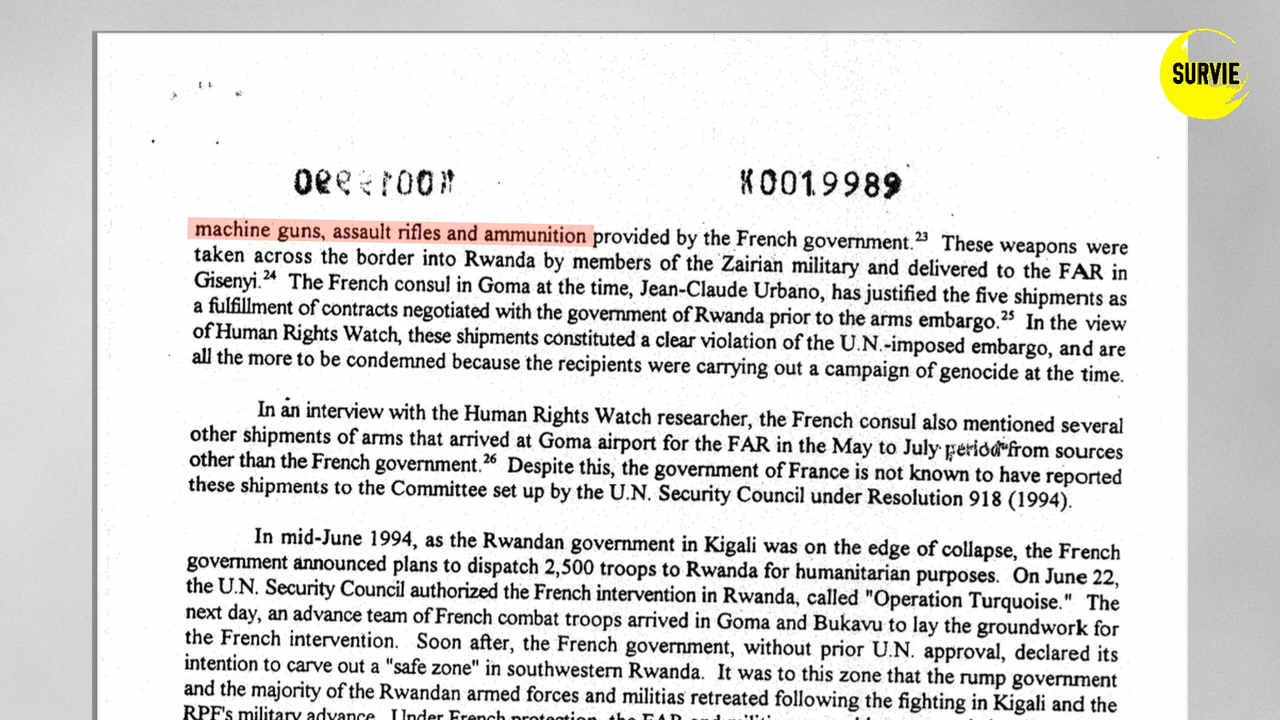 SURVIE
K0019989
machine guns, assault rifles and ammunition provided by the French government.23 These weapons were
taken across the border into Rwanda by members of the Zairian military and delivered to the FAR in
Gisenyi.24 The French consul in Goma at the time, Jean-Claude Urbano, has justified the five shipments as
a fulfillment of contracts negotiated with the government of Rwanda prior to the arms embargo.25 In the view
of Human Rights Watch, these shipments constituted a clear violation of the U.N.-imposed embargo, and are
all the more to be condemned because the recipients were carrying out a campaign of genocide at the time.
In an interview with the Human Rights Watch researcher, the French consul also mentioned several
other shipments of arms that arrived at Goma airport for the FAR in the May to July period from sources
other than the French government.26 Despite this, the government of France is not known to have reported
these shipments to the Committee set up by the U.N. Security Council under Resolution 918 (1994).
In mid-June 1994, as the Rwandan government in Kigali was on the edge of collapse, the French
government announced plans to dispatch 2,500 troops to Rwanda for humanitarian purposes. On June 22,
the U.N. Security Council authorized the French intervention in Rwanda, called "Operation Turquoise." The
next day, an advance team of French combat troops arrived in Goma and Bukavu to lay the groundwork for
the French intervention. Soon after, the French government, without prior U.N. approval, declared its
intention to carve out a "safe zone" in southwestern Rwanda. It was to this zone that the rump government
and the majority of the Rwandan armed forces and militias retreated following the fighting in Kigali and the
RPF's military advance. Under French protection, the FAR and